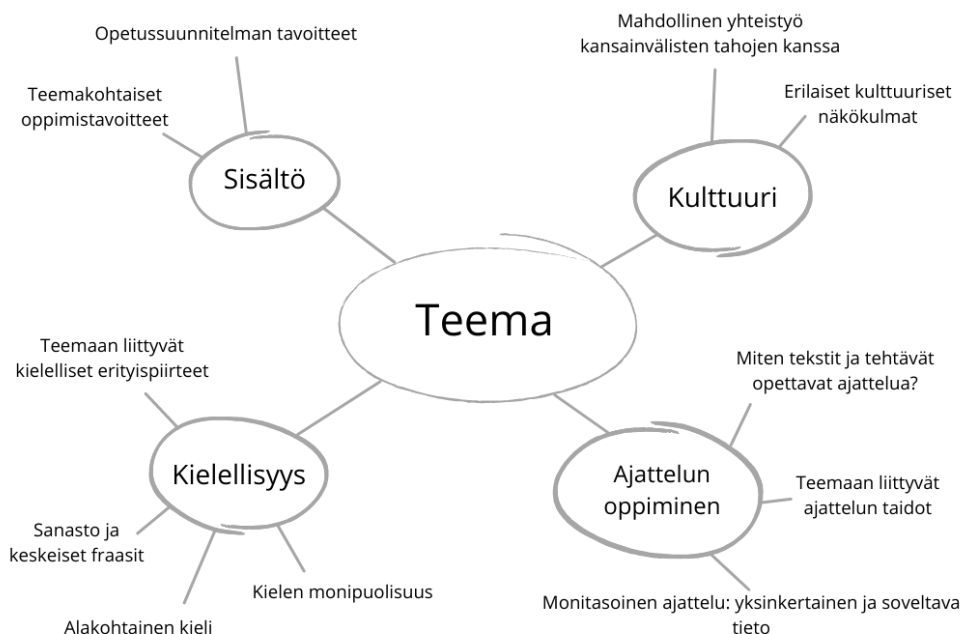 Opetussuunnitelman tavoitteet
Teemakohtaiset
oppimistavoitteet
Sisältö
Mahdollinen yhteistyö
kansainvälisten tahojen kanssa
Erilaiset kulttuuriset
näkökulmat
Kulttuuri
Teema
Teemaan liittyvät
kielelliset erityispiirteet
Kielellisyys
Sanasto ja
keskeiset fraasit
Alakohtainen kieli
Kielen monipuolisuus
Miten tekstit ja tehtävät
opettavat ajattelua?
Ajattelun
oppiminen
Teemaan liittyvät
ajattelun taidot
Monitasoinen ajattelu: yksinkertainen ja soveltava
tieto